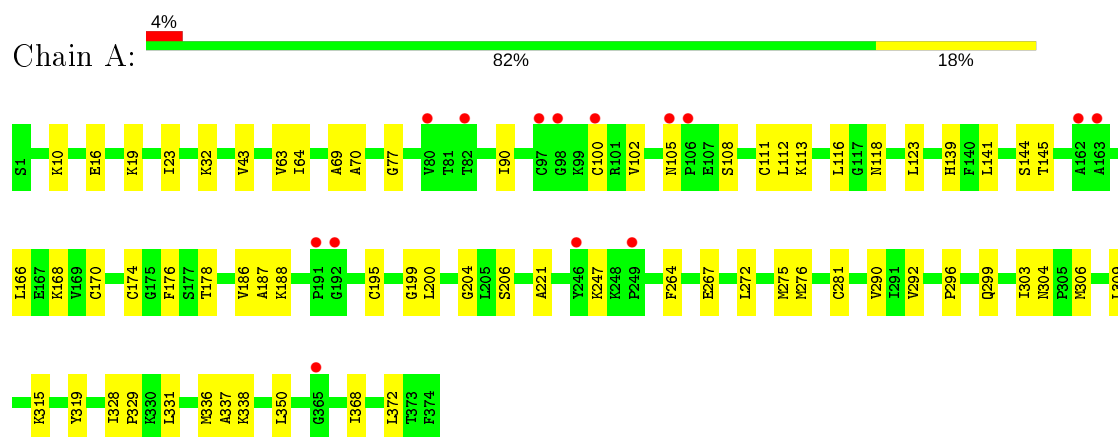 4%
Chain A:
82% 18%
S1 K10 E16 K19 I23 K32 V43 V63 I64 A69 A70 G77 V80 T81 T82 I90 C97 G98 K99 C100 R101 V102 N105 P106 E107 S108 C111 L112 K113 L116 G117 N118 L123 H139 F140 L141 S144 T145 A162 A163
L166 E167 K168 V169 C170 C174 G175 F176 S177 T178 V186 A187 K188 P191 G192 C195 G199 L200 G204 L205 S206 A221 Y246 K247 K248 P249 F264 E267 L272 M275 M276 C281 V290 I291 V292 P296 Q299 I303 N304 P305 M306 L309
K315 Y319 I328 P329 K330 L331 M336 A337 K338 L350 G365 I368 L372 T373 F374